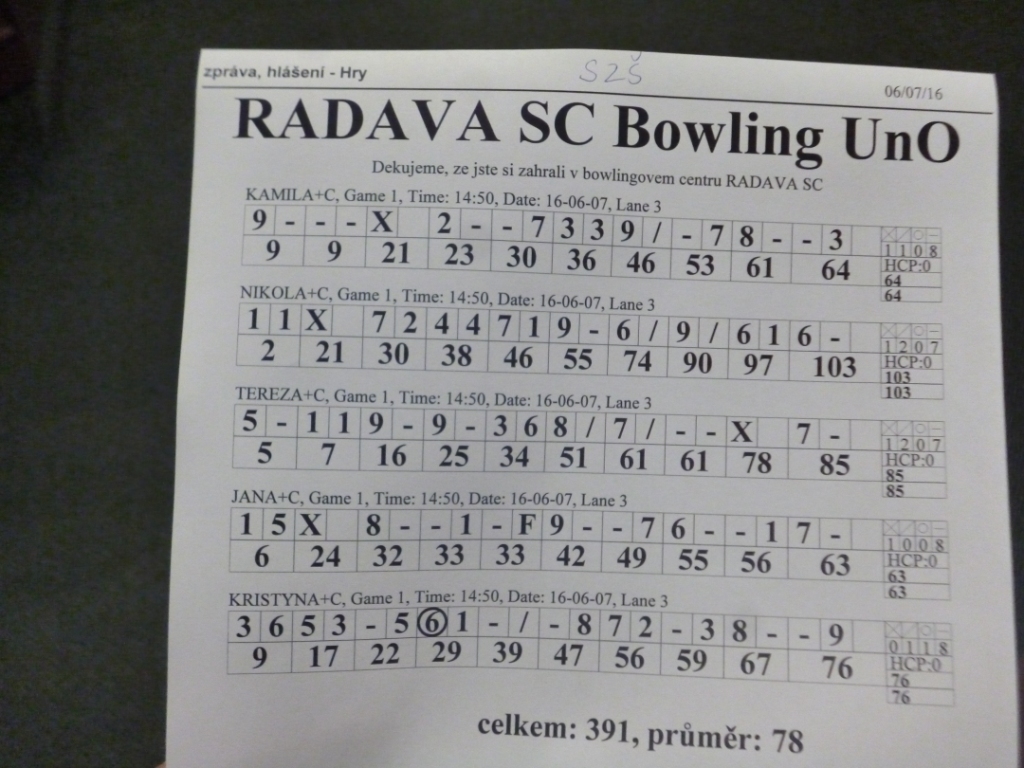 zpráva, hlášení - Hry SZŠ 06/07/16
RADAVA SC Bowling UnO
Dekujeme, ze jste si zahrali v bowlingovem centru RADAVA SC
KAMILA+C, Game 1, Time: 14:50, Date: 16-06-07, Lane 3
9 - - - X 2 - - 7 3 3 9 / - 7 8 - - 3
1 1 0 8
9 9 21 23 30 36 46 53 61 64
HCP:0
64
64
NIKOLA+C, Game 1, Time: 14:50, Date: 16-06-07, Lane 3
1 1 X 7 2 4 4 7 1 9 - 6 / 9 / 6 1 6 -
1 2 0 7
2 21 30 38 46 55 74 90 97 103
HCP:0
103
103
TEREZA+C, Game 1, Time: 14:50, Date: 16-06-07, Lane 3
5 - 1 1 9 - 9 - 3 6 8 / 7 / - - X 7 -
1 2 0 7
5 7 16 25 34 51 61 61 78 85
HCP:0
85
85
JANA+C, Game 1, Time: 14:50, Date: 16-06-07, Lane 3
1 5 X 8 - - 1 - F 9 - - 7 6 - - 1 7 -
1 0 0 8
6 24 32 33 33 42 49 55 56 63
HCP:0
63
63
KRISTYNA+C, Game 1, Time: 14:50, Date: 16-06-07, Lane 3
3 6 5 3 - 5 6 1 - / - 8 7 2 - 3 8 - - 9
0 1 1 8
9 17 22 29 39 47 56 59 67 76
HCP:0
76
76
celkem: 391, průměr: 78